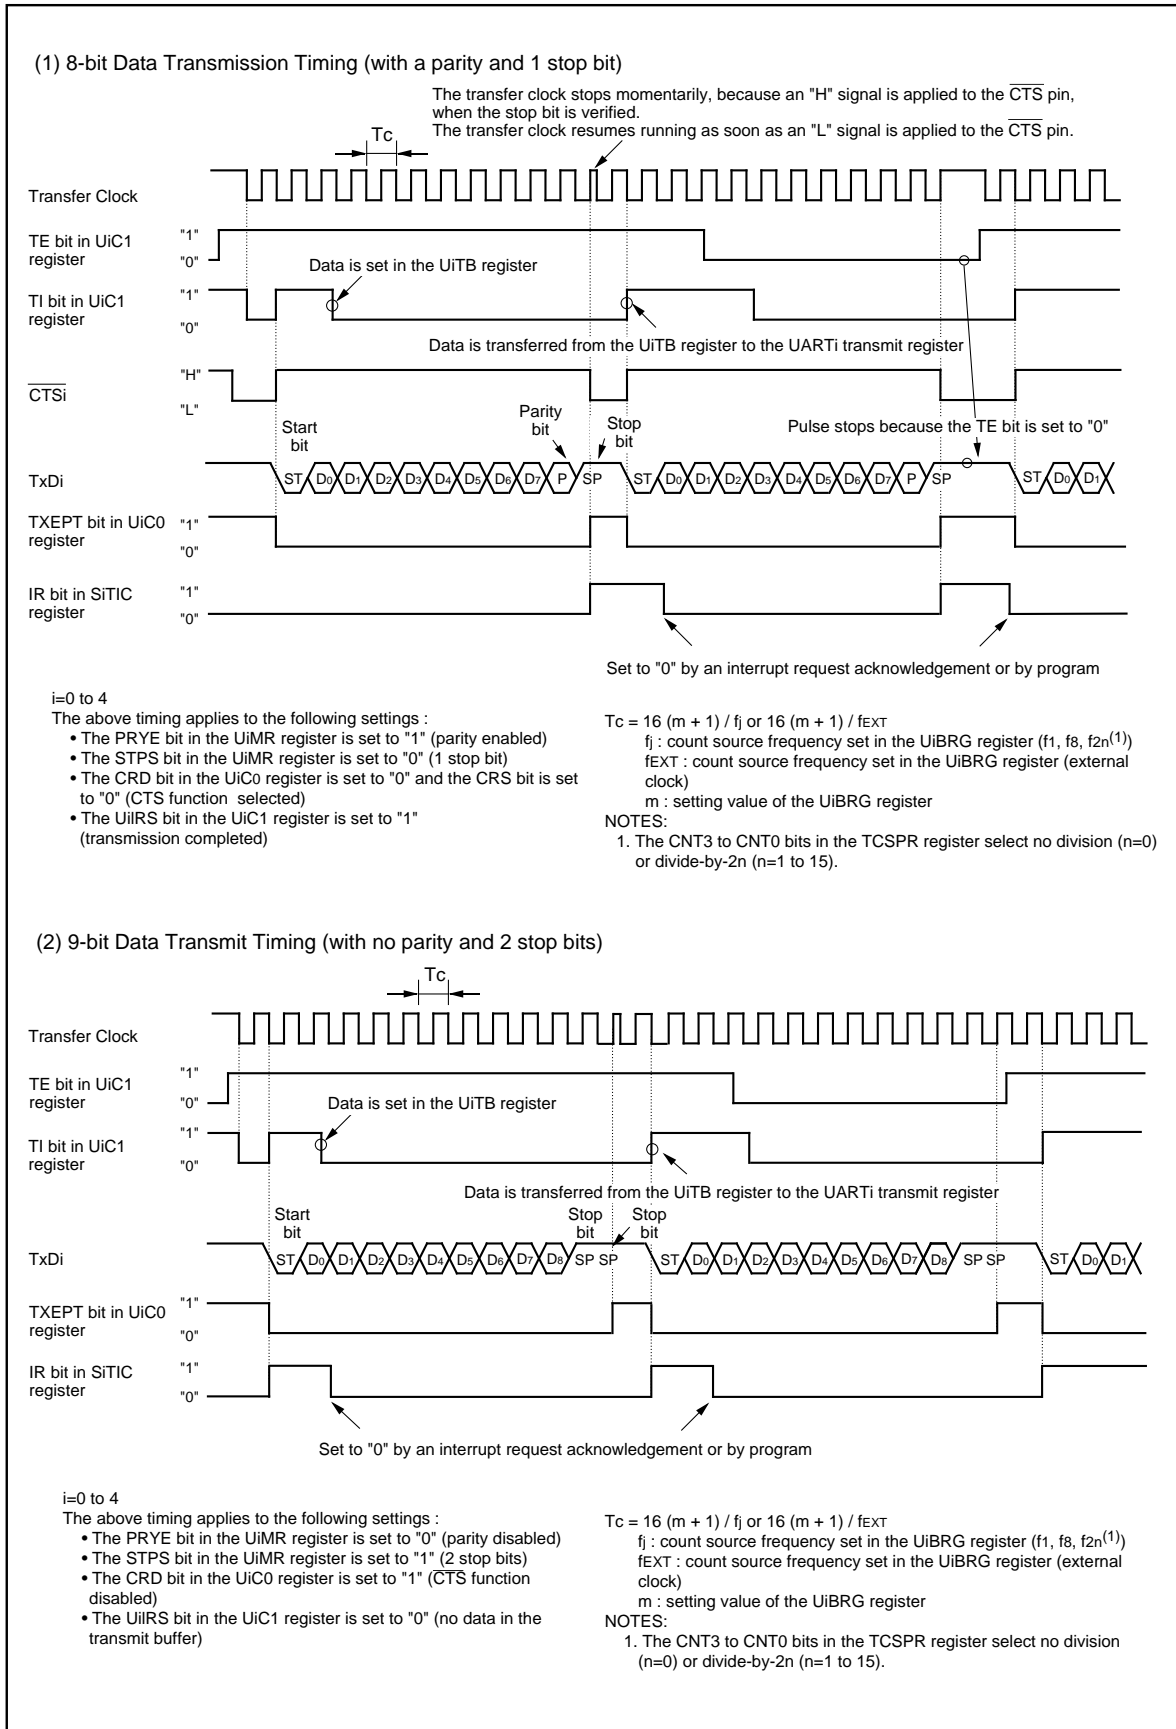 (1) 8-bit Data Transmission Timing (with a parity and 1 stop bit)
The transfer clock stops momentarily, because an "H" signal is applied to the CTS pin,
when the stop bit is verified.
The transfer clock resumes running as soon as an "L" signal is applied to the CTS pin.
Tc
Transfer Clock
TE bit in UiC1
register
"1"
"0"
Data is set in the UiTB register
TI bit in UiC1
register
"1"
"0"
Data is transferred from the UiTB register to the UARTi transmit register
CTSi
"H"
"L"
Start
bit
Parity
bit
Stop
bit
Pulse stops because the TE bit is set to "0"
TxDi
ST D0 D1 D2 D3 D4 D5 D6 D7 P SP ST D0 D1 D2 D3 D4 D5 D6 D7 P SP ST D0 D1
TXEPT bit in UiC0
register
"1"
"0"
IR bit in SiTIC
register
"1"
"0"
Set to "0" by an interrupt request acknowledgement or by program
i=0 to 4
The above timing applies to the following settings :
• The PRYE bit in the UiMR register is set to "1" (parity enabled)
• The STPS bit in the UiMR register is set to "0" (1 stop bit)
• The CRD bit in the UiC0 register is set to "0" and the CRS bit is set
to "0" (CTS function selected)
• The UiIRS bit in the UiC1 register is set to "1"
(transmission completed)
Tc = 16 (m + 1) / fj or 16 (m + 1) / fEXT
fj : count source frequency set in the UiBRG register (f1, f8, f2n(1))
fEXT : count source frequency set in the UiBRG register (external
clock)
m : setting value of the UiBRG register
NOTES:
1. The CNT3 to CNT0 bits in the TCSPR register select no division (n=0)
or divide-by-2n (n=1 to 15).
(2) 9-bit Data Transmit Timing (with no parity and 2 stop bits)
Tc
Transfer Clock
TE bit in UiC1
register
"1"
"0"
Data is set in the UiTB register
TI bit in UiC1
register
"1"
"0"
Data is transferred from the UiTB register to the UARTi transmit register
Start
bit
Stop
bit
Stop
bit
TxDi
ST D0 D1 D2 D3 D4 D5 D6 D7 D8 SP SP ST D0 D1 D2 D3 D4 D5 D6 D7 D8 SP SP ST D0 D1
TXEPT bit in UiC0
register
"1"
"0"
IR bit in SiTIC
register
"1"
"0"
Set to "0" by an interrupt request acknowledgement or by program
i=0 to 4
The above timing applies to the following settings :
• The PRYE bit in the UiMR register is set to "0" (parity disabled)
• The STPS bit in the UiMR register is set to "1" (2 stop bits)
• The CRD bit in the UiC0 register is set to "1" (CTS function
disabled)
• The UiIRS bit in the UiC1 register is set to "0" (no data in the
transmit buffer)
Tc = 16 (m + 1) / fj or 16 (m + 1) / fEXT
fj : count source frequency set in the UiBRG register (f1, f8, f2n(1))
fEXT : count source frequency set in the UiBRG register (external
clock)
m : setting value of the UiBRG register
NOTES:
1. The CNT3 to CNT0 bits in the TCSPR register select no division
(n=0) or divide-by-2n (n=1 to 15).